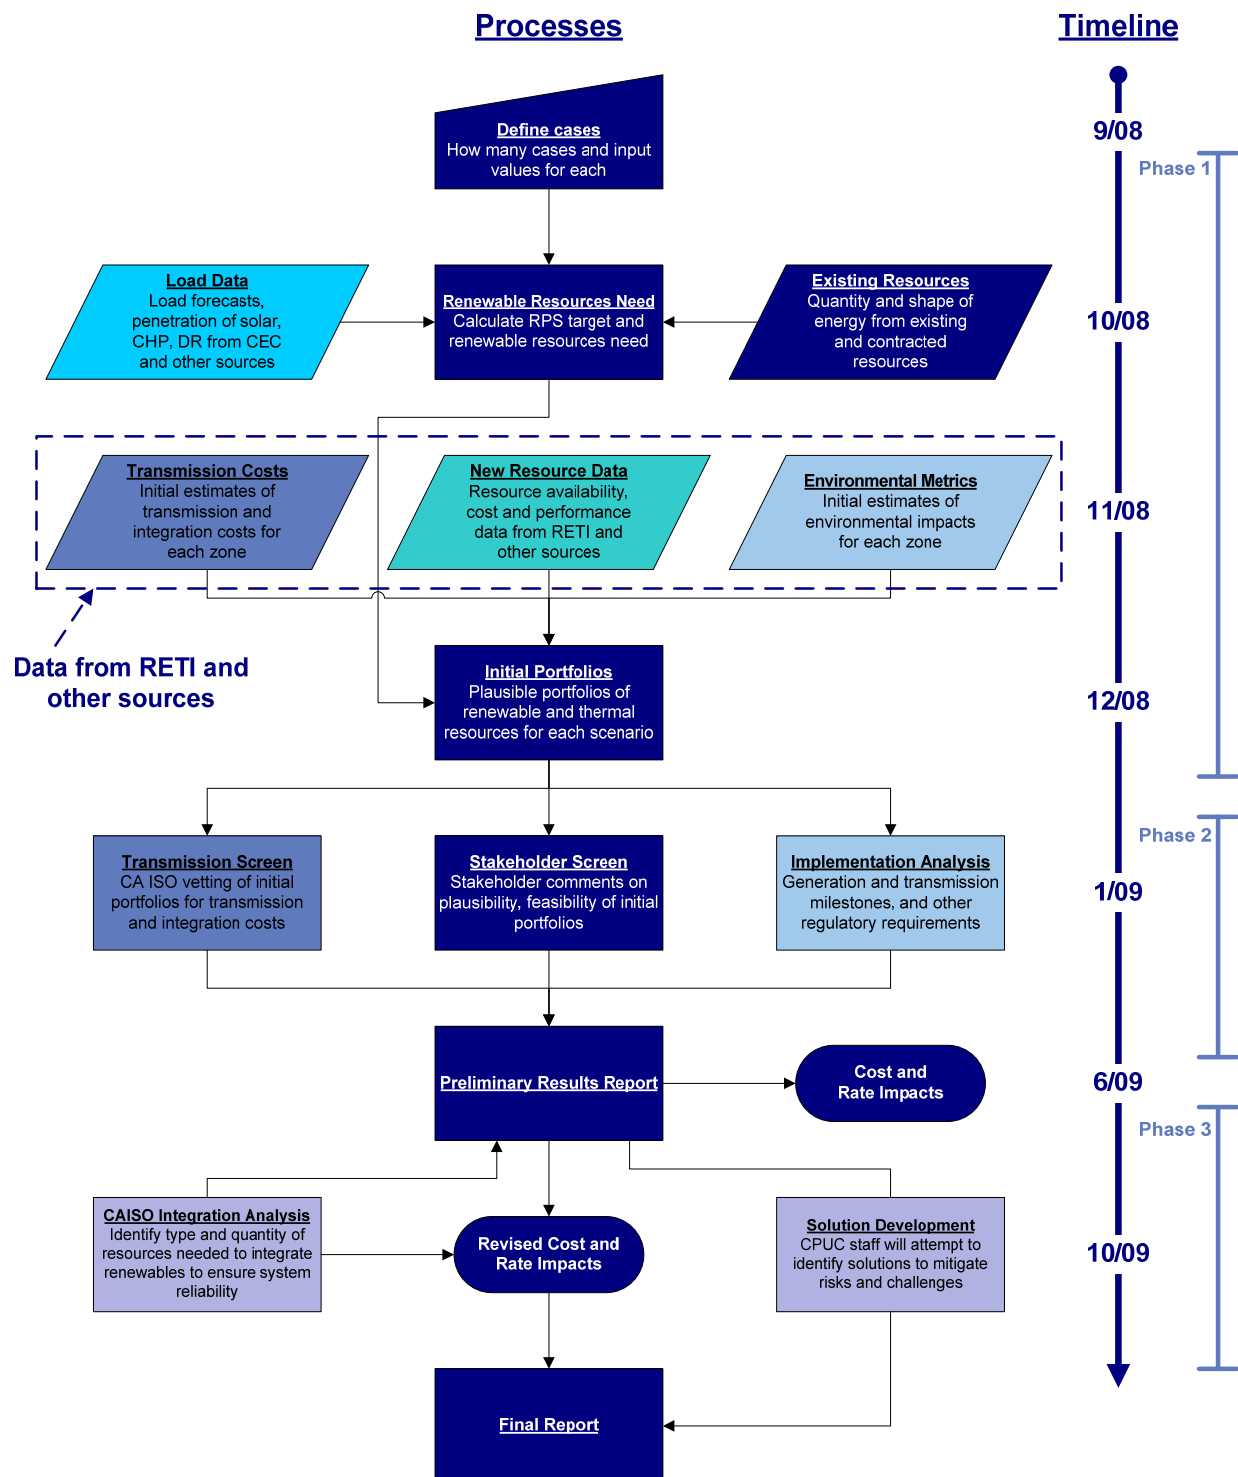 Processes
Timeline
Define cases
How many cases and input
values for each
9/08
Phase 1
Load Data
Load forecasts,
penetration of solar,
CHP, DR from CEC
and other sources
Renewable Resources Need
Calculate RPS target and
renewable resources need
Existing Resources
Quantity and shape of
energy from existing
and contracted
resources
10/08
Transmission Costs
Initial estimates of
transmission and
integration costs for
each zone
New Resource Data
Resource availability,
cost and performance
data from RETI and
other sources
Environmental Metrics
Initial estimates of
environmental impacts
for each zone
11/08
Data from RETI and
other sources
Initial Portfolios
Plausible portfolios of
renewable and thermal
resources for each scenario
12/08
Phase 2
Transmission Screen
CA ISO vetting of initial
portfolios for transmission
and integration costs
Stakeholder Screen
Stakeholder comments on
plausibility, feasibility of initial
portfolios
Implementation Analysis
Generation and transmission
milestones, and other
regulatory requirements
1/09
Preliminary Results Report
Cost and
Rate Impacts
6/09
Phase 3
CAISO Integration Analysis
Identify type and quantity of
resources needed to integrate
renewables to ensure system
reliability
Revised Cost and
Rate Impacts
Solution Development
CPUC staff will attempt to
identify solutions to mitigate
risks and challenges
10/09
Final Report